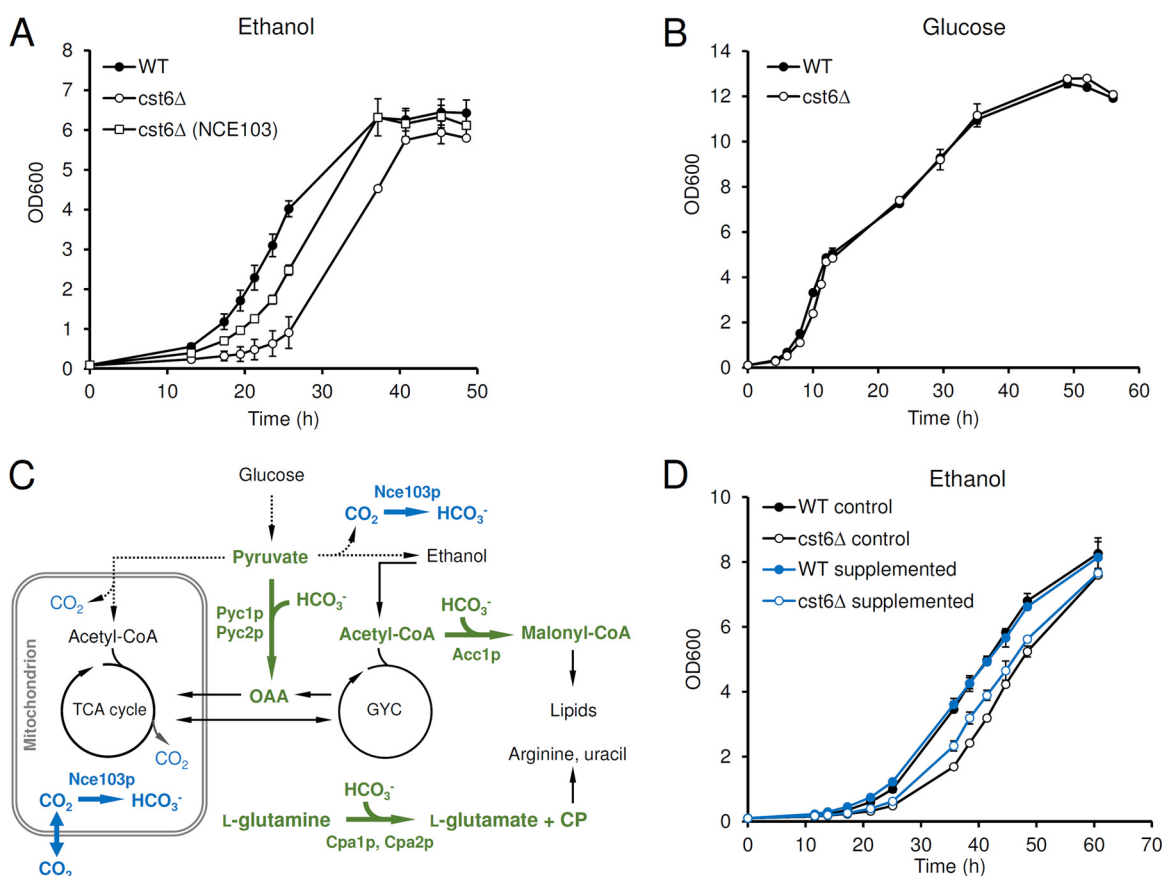 A
Ethanol
8
7
6
5
4
3
2
1
0
OD600
WT
cst6Δ
cst6Δ (NCE103)
0 10 20 30 40 50
Time (h)
B
Glucose
14
12
10
8
6
4
2
0
OD600
WT
cst6Δ
0 10 20 30 40 50 60
Time (h)
C
Glucose
Nce103p
CO₂ HCO₃⁻
Pyruvate Ethanol
CO₂
Pyc1p
Pyc2p
HCO₃⁻
HCO₃⁻
Acetyl-CoA
Acetyl-CoA Malonyl-CoA
Acc1p
OAA
TCA cycle
GYC
Lipids
CO₂
Mitochondrion
Arginine, uracil
Nce103p
CO₂ HCO₃⁻
HCO₃⁻
L-glutamine L-glutamate + CP
Cpa1p, Cpa2p
CO₂
D
Ethanol
10
8
6
4
2
0
OD600
WT control
cst6Δ control
WT supplemented
cst6Δ supplemented
0 10 20 30 40 50 60 70
Time (h)